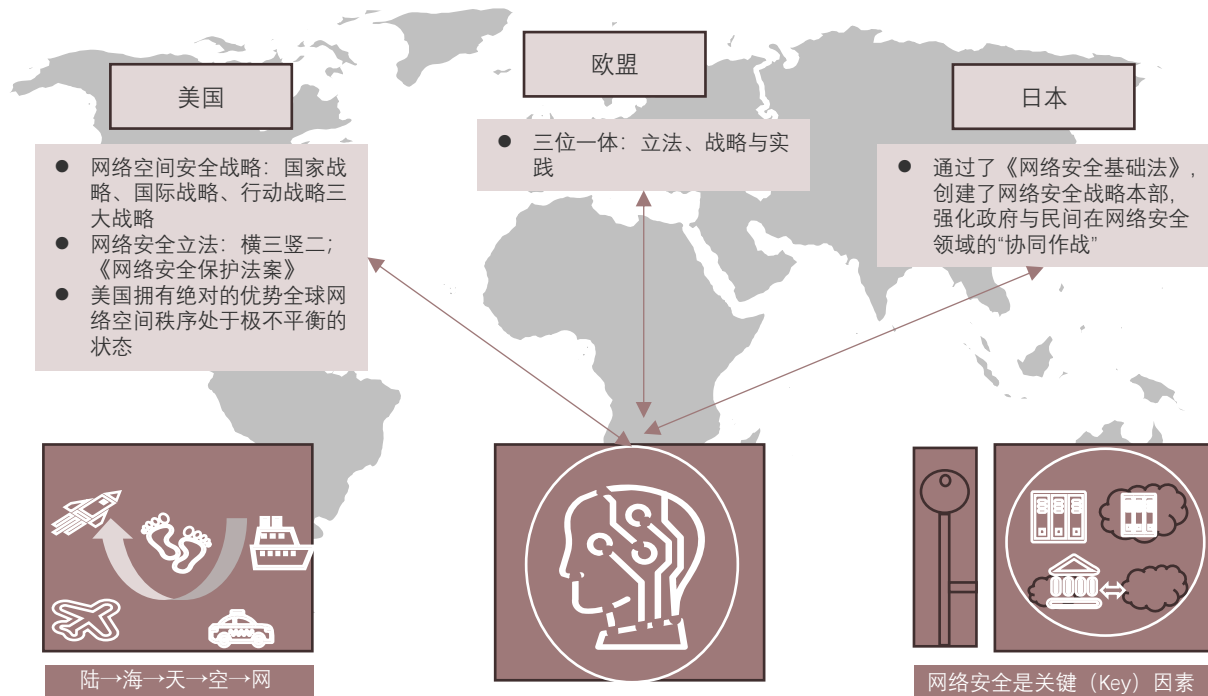 美国
● 网络空间安全战略：国家战
略、国际战略、行动战略三
大战略
● 网络安全立法：横三竖二；
《网络安全保护法案》
● 美国拥有绝对的优势全球网
络空间秩序处于极不平衡的
状态
欧盟
● 三位一体：立法、战略与实
践
日本
● 通过了《网络安全基础法》，
创建了网络安全战略本部，
强化政府与民间在网络安全
领域的“协同作战”
陆→海→天→空→网
网络安全是关键（Key）因素